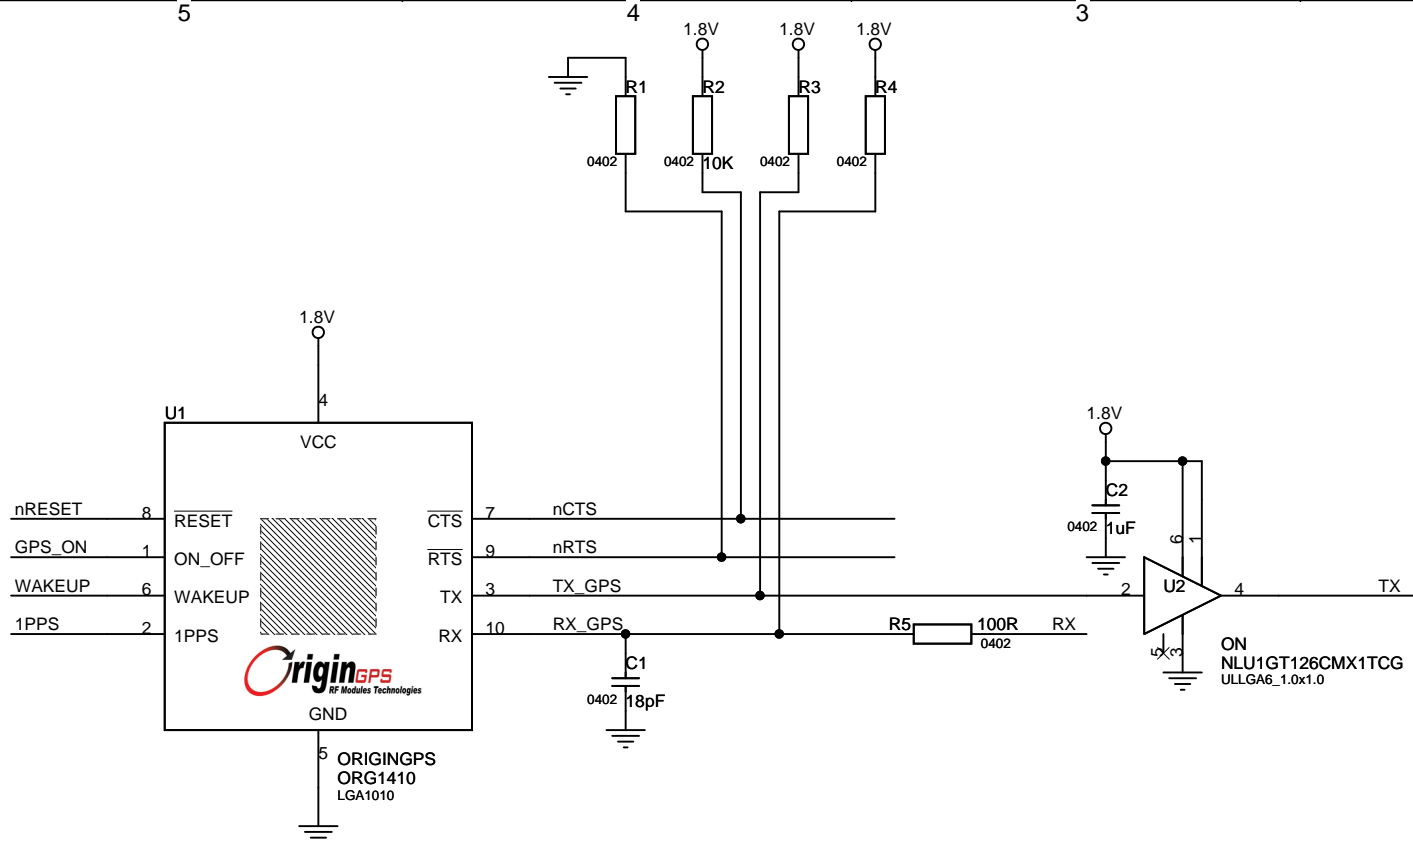 5 4 3
1.8V 1.8V 1.8V
R1 R2 R3 R4
0402 0402 10K 0402 0402
1.8V
4
U1
VCC
1.8V
C2
0402 1uF
nRESET 8 RESET CTS 7 nCTS
GPS_ON 1 ON_OFF RTS 9 nRTS
6 1
WAKEUP 6 WAKEUP TX 3 TX_GPS 2 U2 4 TX
1PPS 2 1PPS RX 10 RX_GPS R5 100R RX
0402
5 3
ON
NLU1GT126CMX1TCG
ULLGA6_1.0x1.0
C1
0402 18pF
OriginGPS
RF Modules Technologies
GND
5
ORIGINGPS
ORG1410
LGA1010